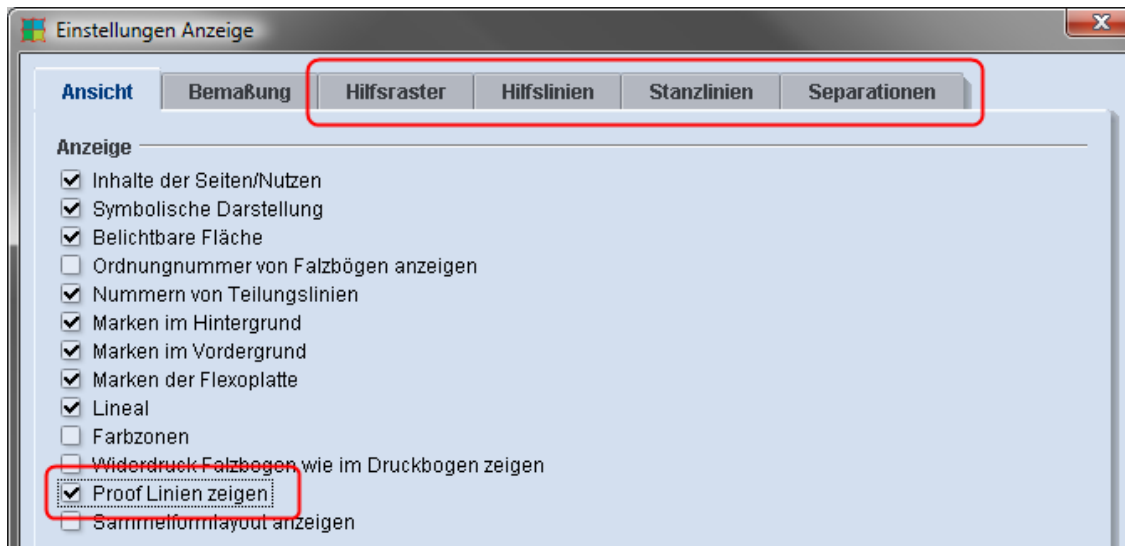 Einstellungen Anzeige
Ansicht Bemaßung Hilfsraster Hilfslinien Stanzlinien Separationen
Anzeige
Inhalte der Seiten/Nutzen
Symbolische Darstellung
Belichtbare Fläche
Ordnungnummer von Falzbögen anzeigen
Nummern von Teilungslinien
Marken im Hintergrund
Marken im Vordergrund
Marken der Flexoplatte
Lineal
Farbzonen
Widerdruck Falzbogen wie im Druckbogen zeigen
Proof Linien zeigen
Sammelformlayout anzeigen